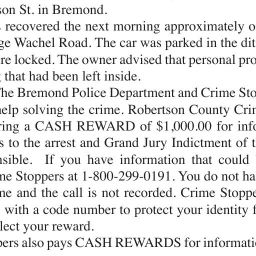 son St. in Bremond.
recovered the next morning approximately o
ge Wachel Road. The car was parked in the dit
re locked. The owner advised that personal pro
that had been left inside.
he Bremond Police Department and Crime Sto
help solving the crime. Robertson County Crin
ring a CASH REWARD of $1,000.00 for info
s to the arrest and Grand Jury Indictment of t
nsible. If you have information that could
me Stoppers at 1-800-299-0191. You do not ha
me and the call is not recorded. Crime Stoppe
with a code number to protect your identity f
llect your reward.
pers also pays CASH REWARDS for informati